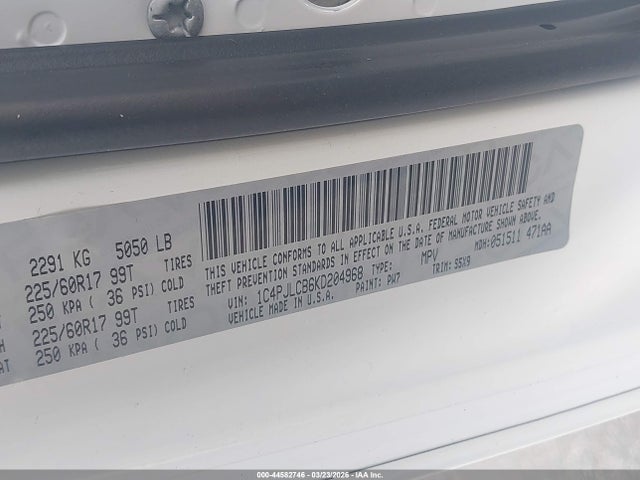 2291 KG 5050 LB
225/60R17 99T TIRES
250 KPA ( 36 PSI) COLD
225/60R17 99T TIRES
250 KPA ( 36 PSI) COLD
THIS VEHICLE CONFORMS TO ALL APPLICABLE U.S.A. FEDERAL MOTOR VEHICLE SAFETY AND
THEFT PREVENTION STANDARDS IN EFFECT ON THE DATE OF MANUFACTURE SHOWN ABOVE.
VIN: 1C4PJLCB6KD204968 TYPE: MPV MDH: 051511 471AA
VEHICLE MADE IN U.S.A. PAINT: PW7 TRIM: S5X9
000-44582746 - 03/23/2026 - IAA Inc.